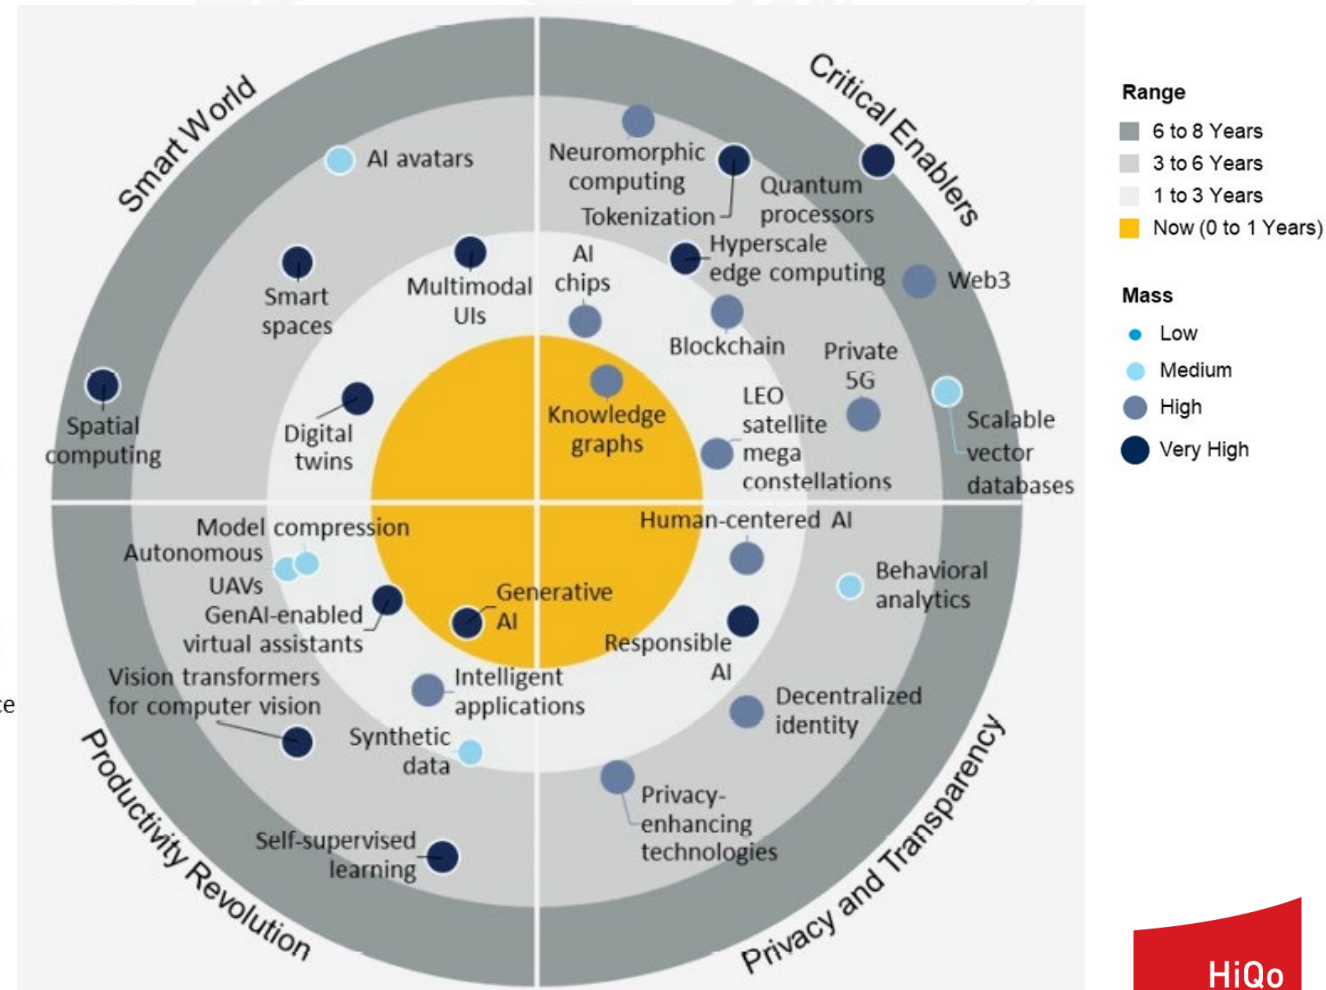 Smart World
Critical Enablers
AI avatars
Neuromorphic
computing
Tokenization
Quantum
processors
Smart
spaces
Multimodal
UIs
AI
chips
Hyperscale
edge computing
Web3
Blockchain
Private
5G
Spatial
computing
Digital
twins
Knowledge
graphs
LEO
satellite
mega
constellations
Scalable
vector
databases
Model compression
Autonomous
UAVs
GenAI-enabled
virtual assistants
Generative
AI
Vision transformers
for computer vision
Intelligent
applications
Synthetic
data
Self-supervised
learning
Productivity Revolution
Human-centered AI
Behavioral
analytics
Responsible
AI
Decentralized
identity
Privacy-
enhancing
technologies
Privacy and Transparency
ce
Range
6 to 8 Years
3 to 6 Years
1 to 3 Years
Now (0 to 1 Years)
Mass
Low
Medium
High
Very High
HiQo